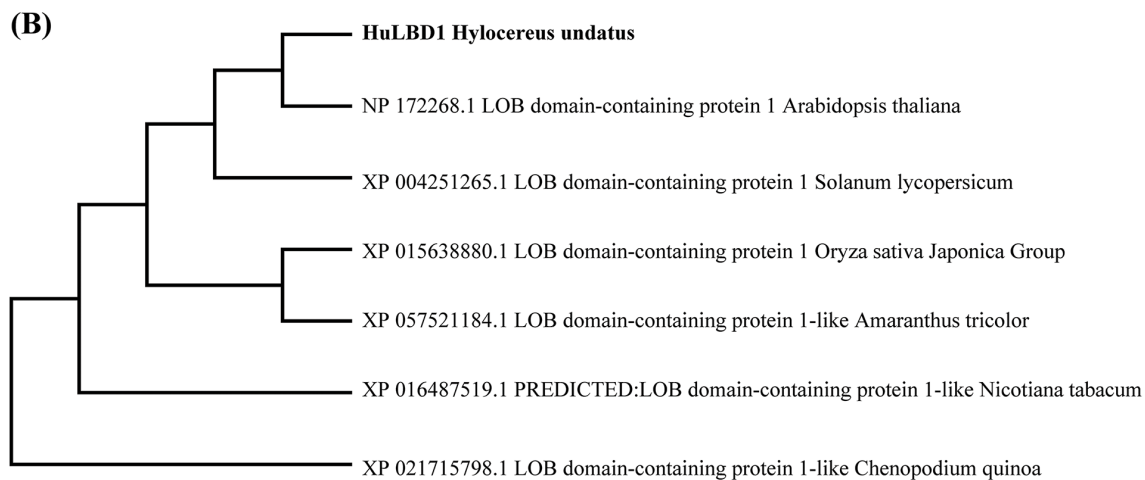 (B)
HuLBD1 Hylocereus undatus
NP 172268.1 LOB domain-containing protein 1 Arabidopsis thaliana
XP 004251265.1 LOB domain-containing protein 1 Solanum lycopersicum
XP 015638880.1 LOB domain-containing protein 1 Oryza sativa Japonica Group
XP 057521184.1 LOB domain-containing protein 1-like Amaranthus tricolor
XP 016487519.1 PREDICTED:LOB domain-containing protein 1-like Nicotiana tabacum
XP 021715798.1 LOB domain-containing protein 1-like Chenopodium quinoa